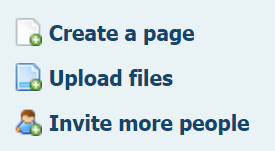 Create a page
Upload files
Invite more people